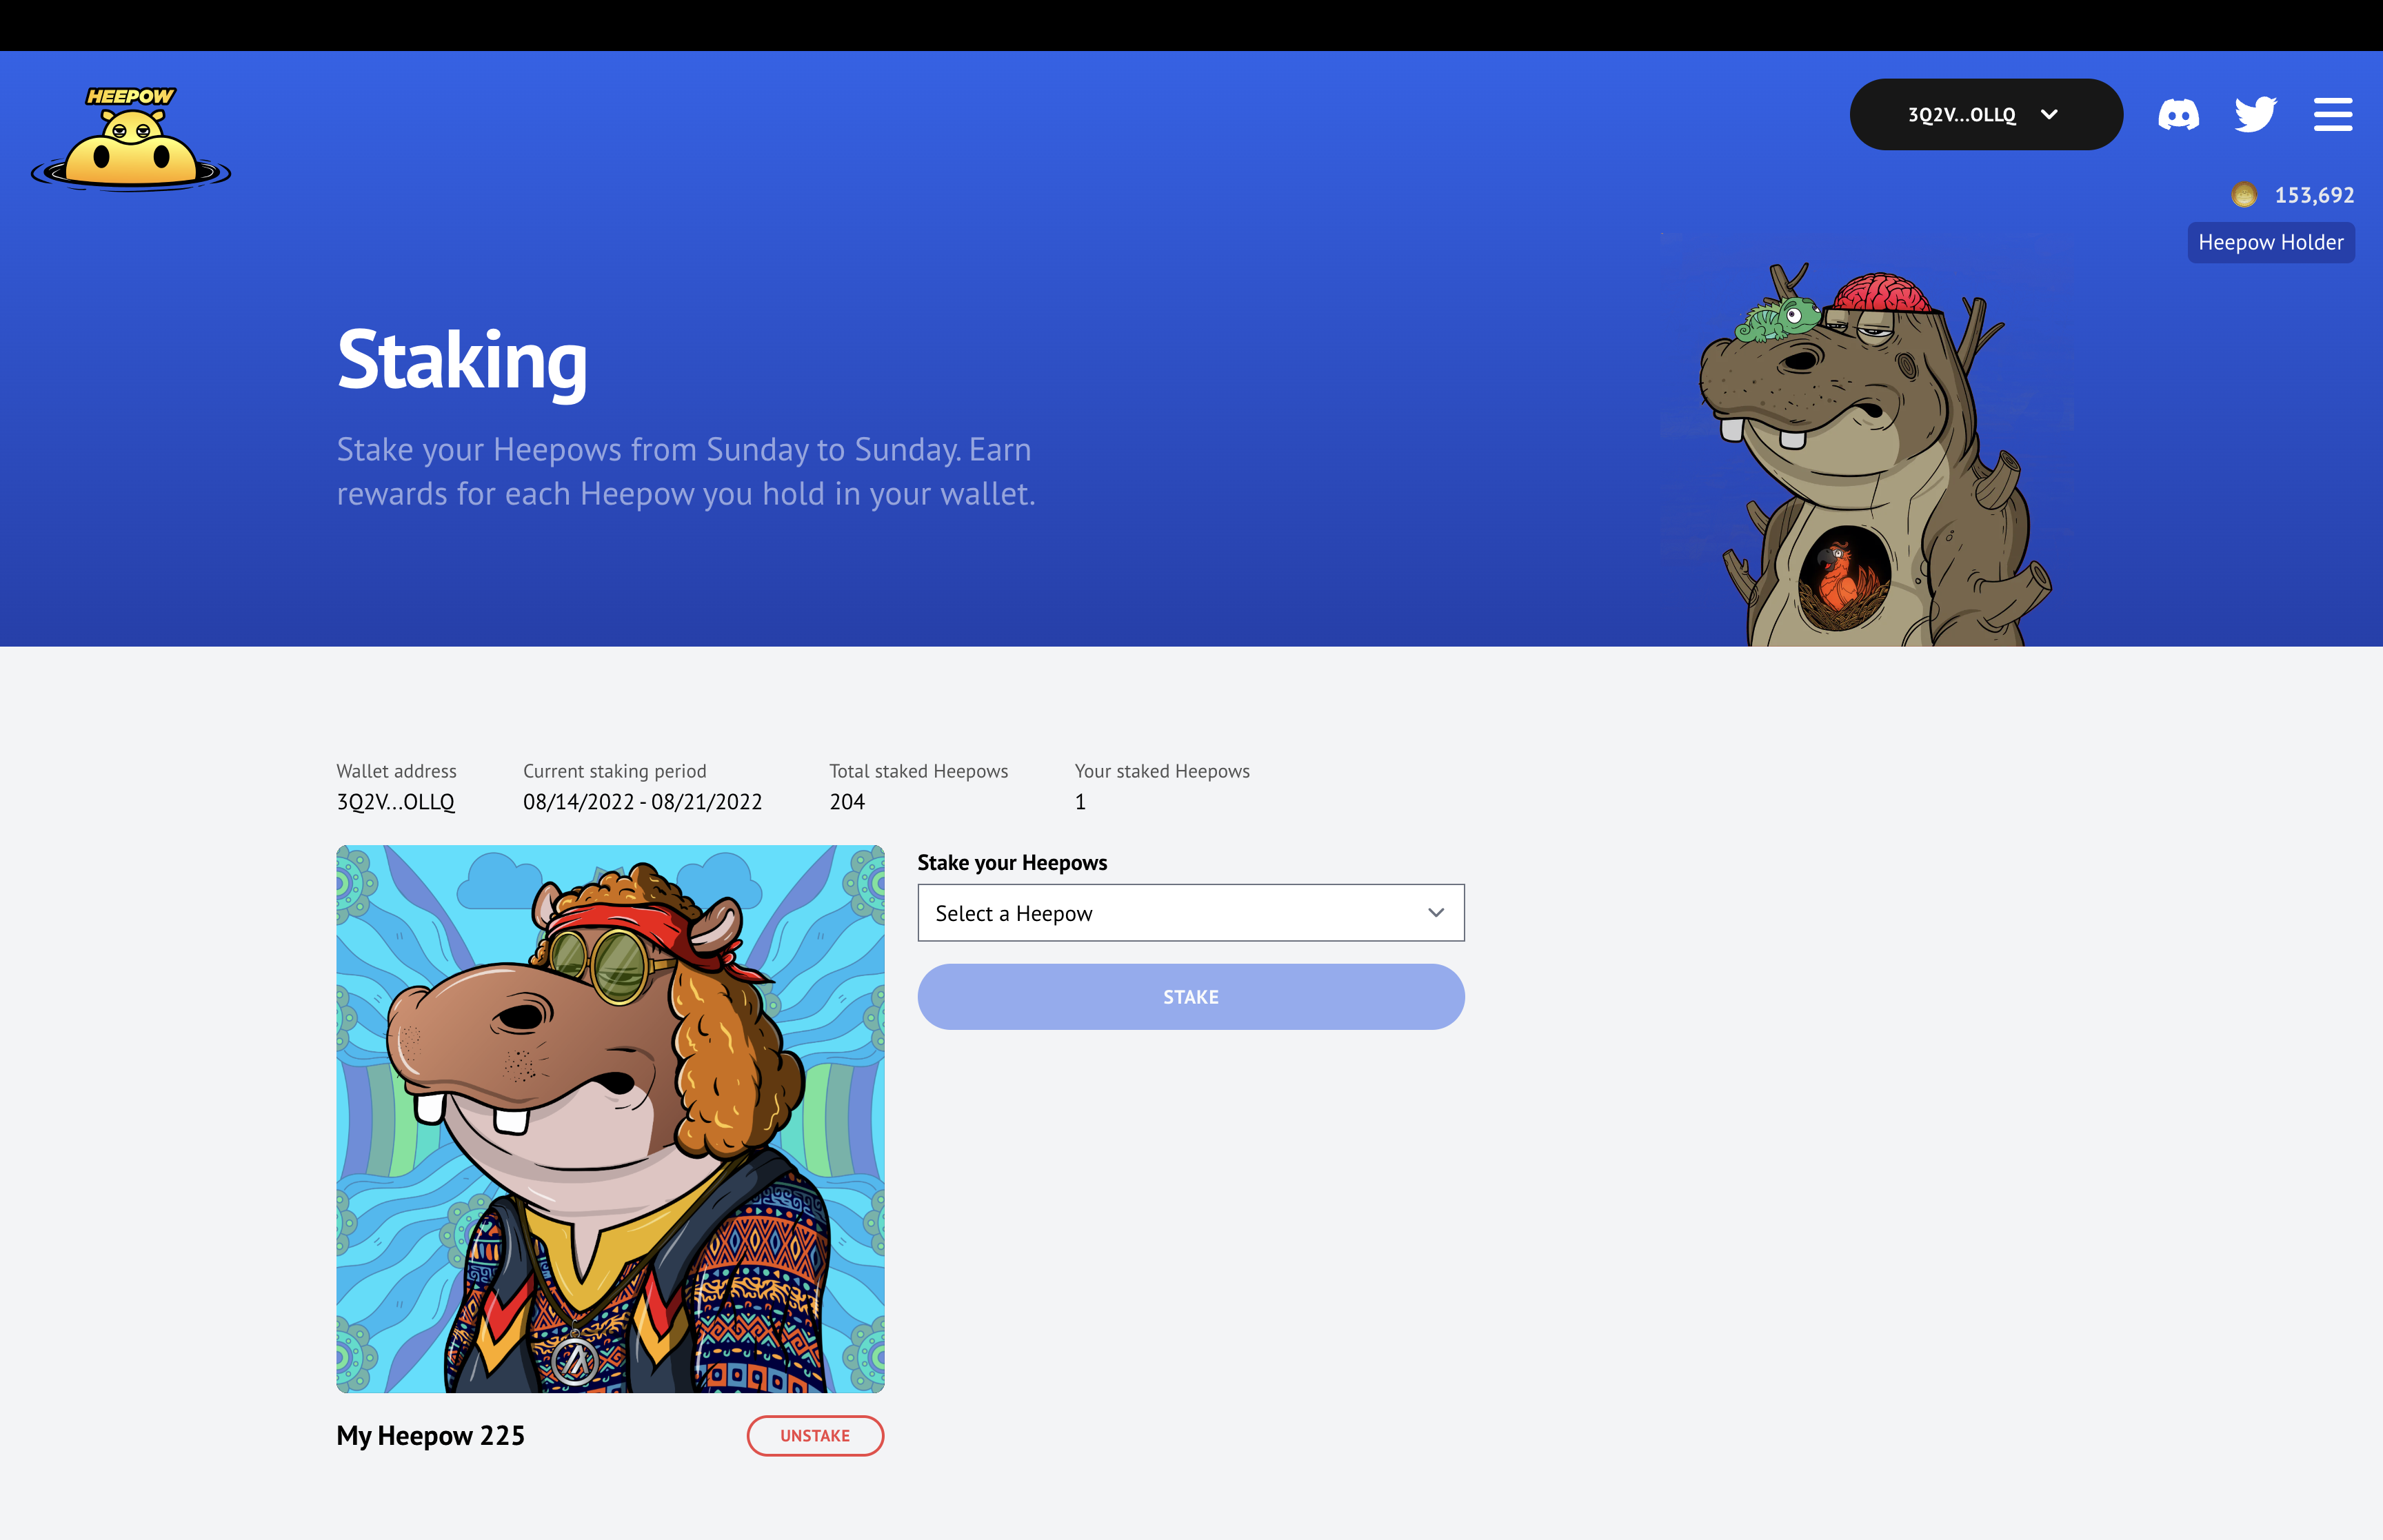 HEEPOW
3Q2V...OLLQ
153,692
Heepow Holder
Staking
Stake your Heepows from Sunday to Sunday. Earn
rewards for each Heepow you hold in your wallet.
Wallet address
3Q2V...OLLQ
Current staking period
08/14/2022 - 08/21/2022
Total staked Heepows
204
Your staked Heepows
1
Stake your Heepows
Select a Heepow
STAKE
My Heepow 225
UNSTAKE